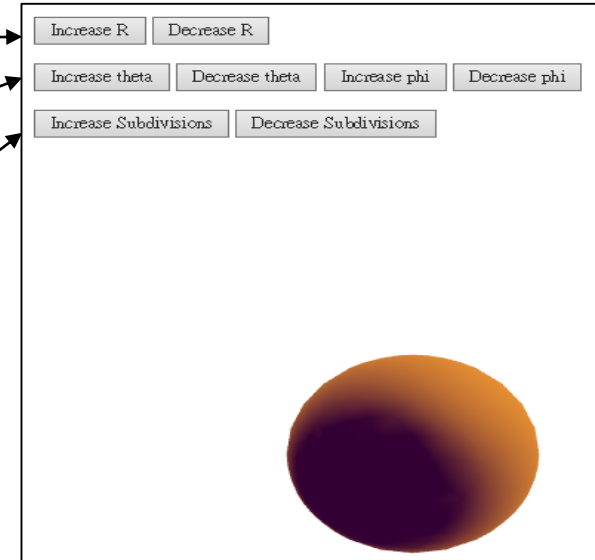 Increase R Decrease R
Increase theta Decrease theta Increase phi Decrease phi
Increase Subdivisions Decrease Subdivisions